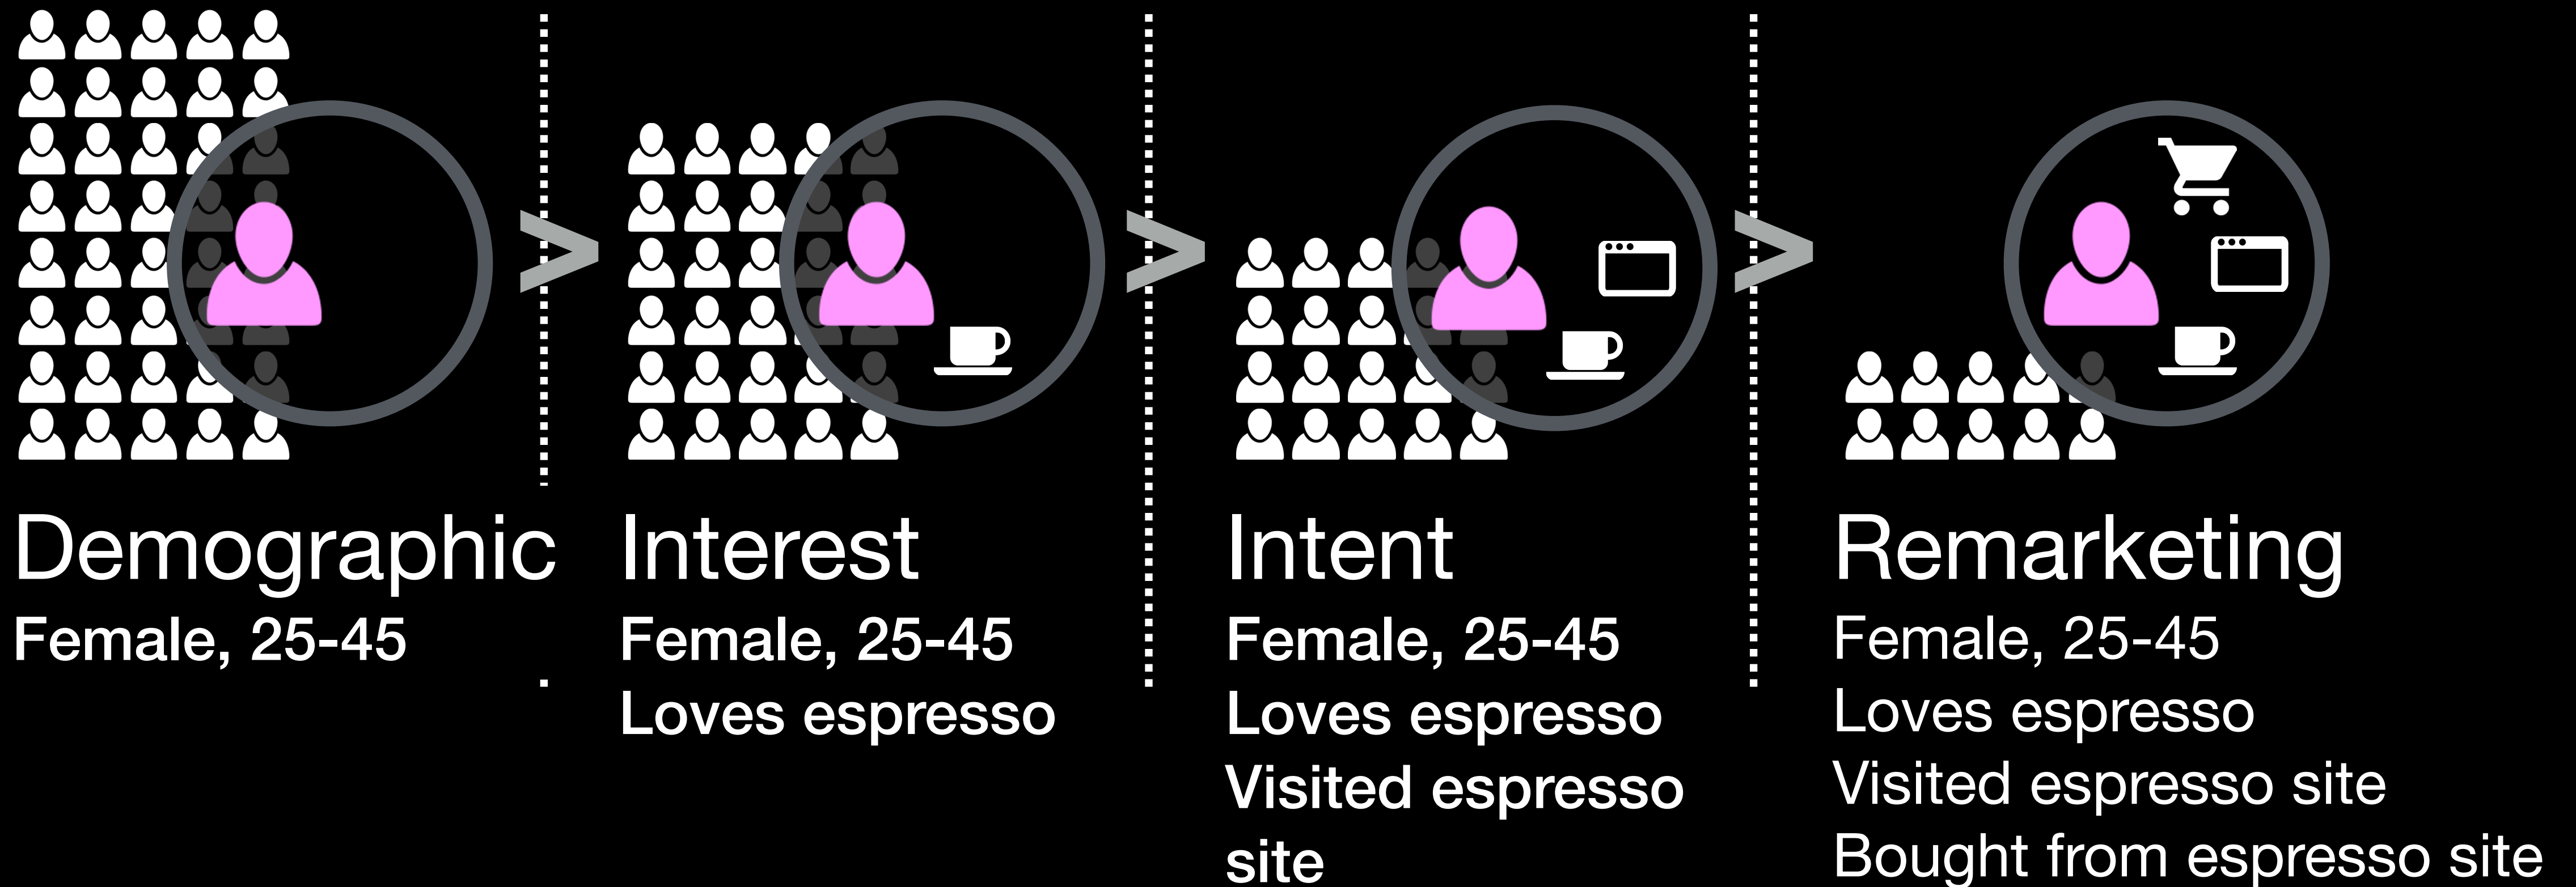 >
>
>
Demographic
Female, 25-45
Interest
Female, 25-45
Loves espresso
Intent
Female, 25-45
Loves espresso
Visited espresso
site
Remarketing
Female, 25-45
Loves espresso
Visited espresso site
Bought from espresso site